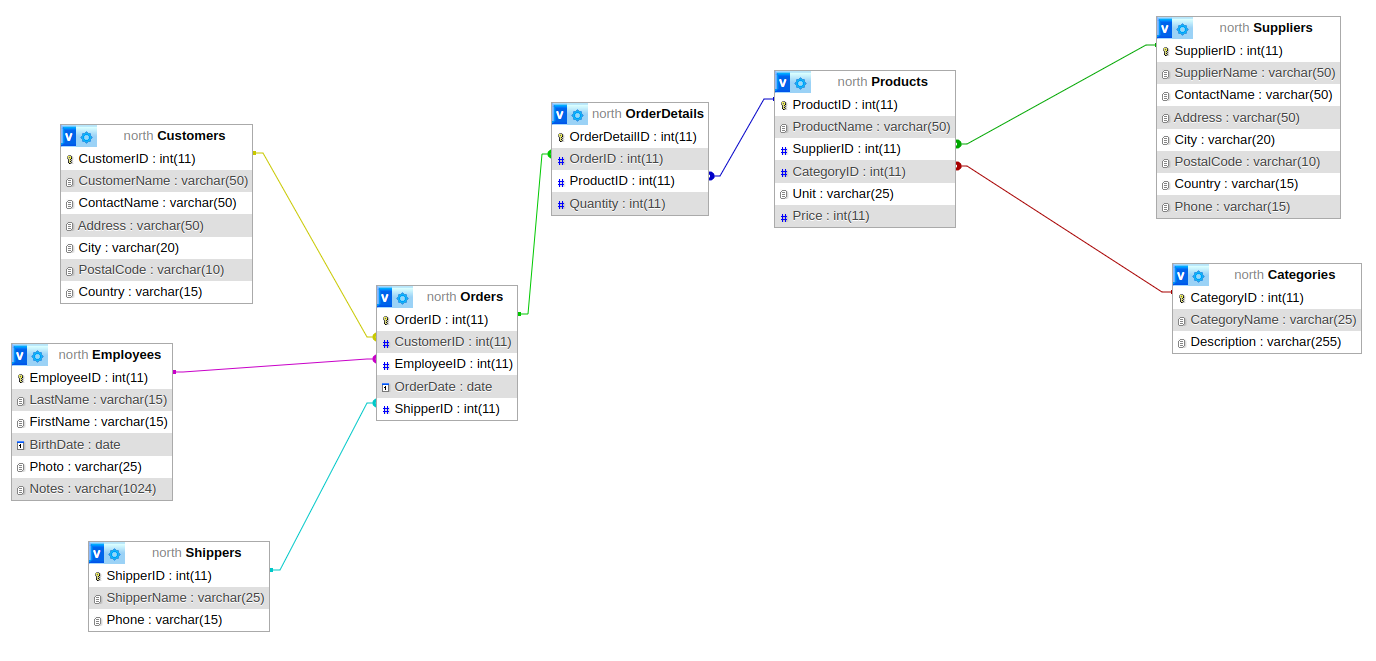 v north Customers
CustomerID : int(11)
CustomerName : varchar(50)
ContactName : varchar(50)
Address : varchar(50)
City : varchar(20)
PostalCode : varchar(10)
Country : varchar(15)
v north Employees
EmployeeID : int(11)
LastName : varchar(15)
FirstName : varchar(15)
BirthDate : date
Photo : varchar(25)
Notes : varchar(1024)
v north Shippers
ShipperID : int(11)
ShipperName : varchar(25)
Phone : varchar(15)
v north Orders
OrderID : int(11)
CustomerID : int(11)
EmployeeID : int(11)
OrderDate : date
ShipperID : int(11)
v north OrderDetails
OrderDetailID : int(11)
# OrderID : int(11)
# ProductID : int(11)
# Quantity : int(11)
v north Products
ProductID : int(11)
ProductName : varchar(50)
# SupplierID : int(11)
# CategoryID : int(11)
Unit : varchar(25)
# Price : int(11)
v north Suppliers
SupplierID : int(11)
SupplierName : varchar(50)
ContactName : varchar(50)
Address : varchar(50)
City : varchar(20)
PostalCode : varchar(10)
Country : varchar(15)
Phone : varchar(15)
v north Categories
CategoryID : int(11)
CategoryName : varchar(25)
Description : varchar(255)